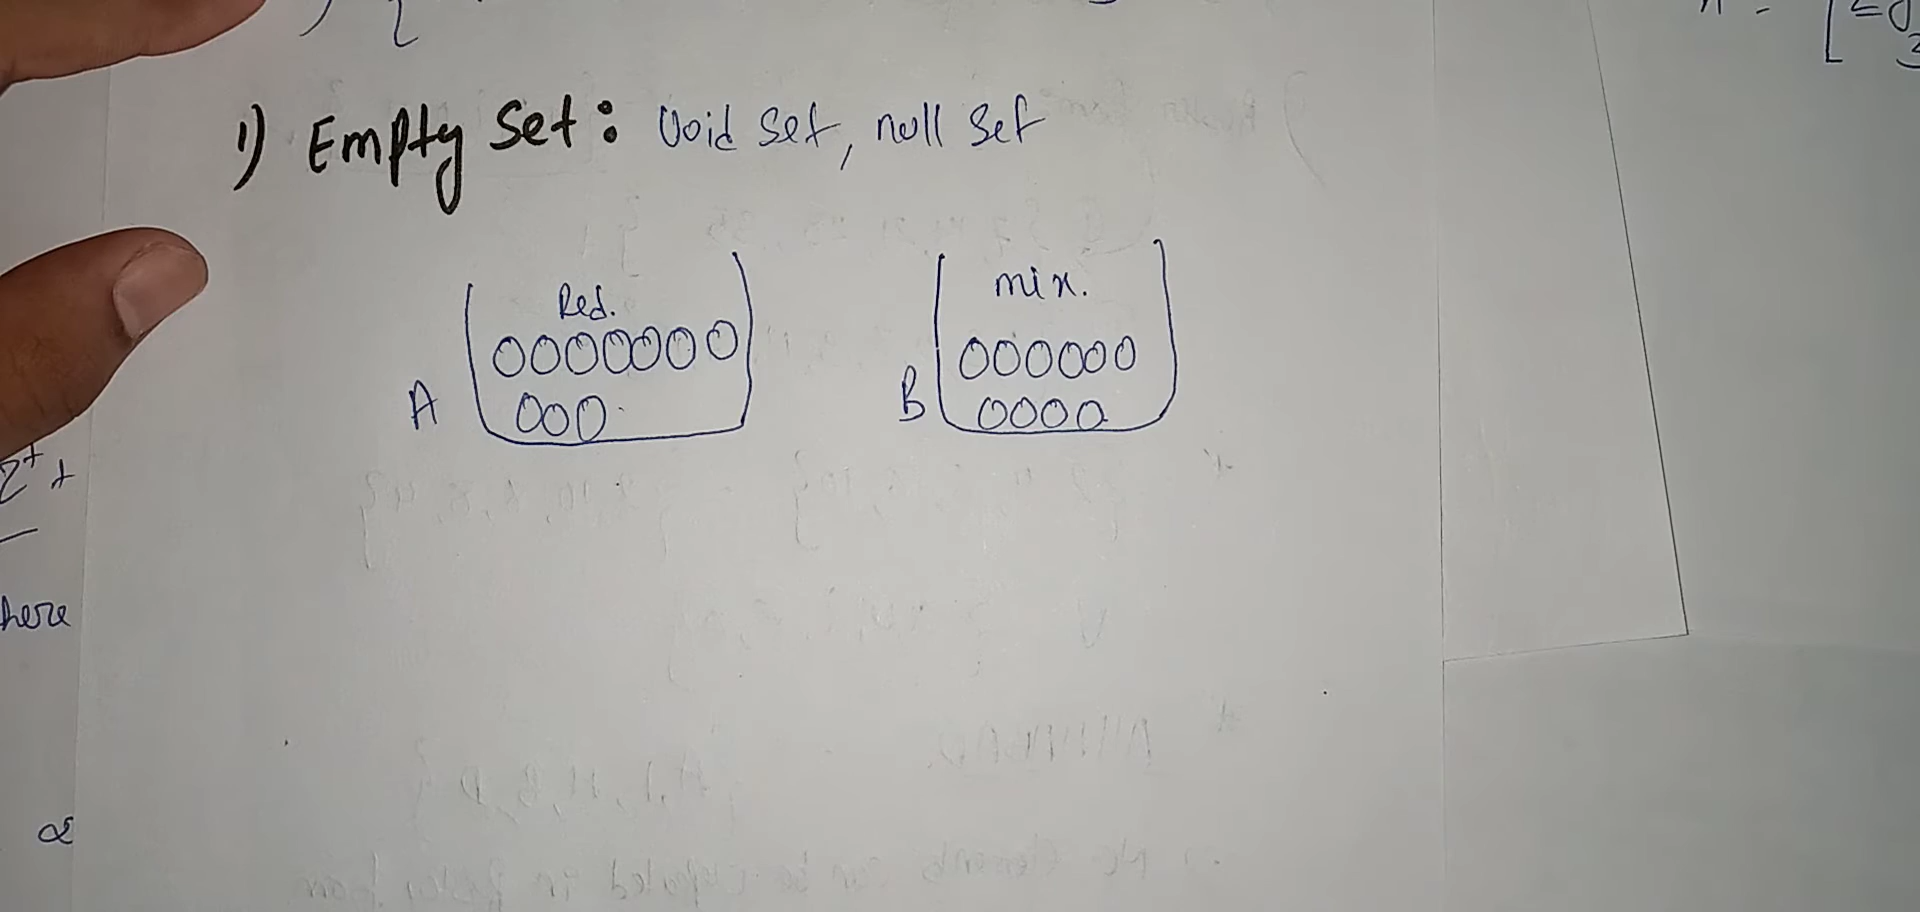 1) Empty Set: Void set, null set
Red.
mix.
A
B
here